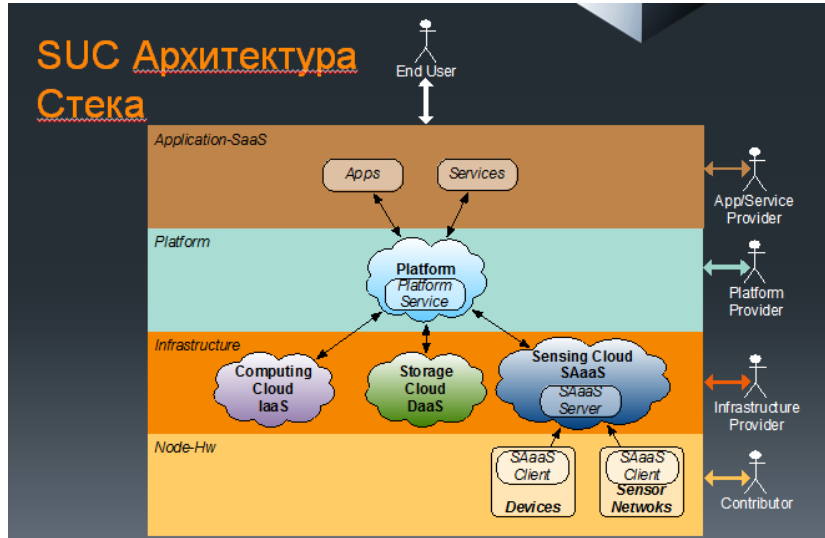 SUC Архитектура
Стека
End User
Application-SaaS
Apps
Services
App/Service
Provider
Platform
Platform
Platform
Service
Platform
Provider
Infrastructure
Computing
Cloud
IaaS
Storage
Cloud
DaaS
Sensing Cloud
SAaaS
SAaaS
Server
Infrastructure
Provider
Node-Hw
SAaaS
Client
Devices
SAaaS
Client
Sensor
Netwoks
Contributor